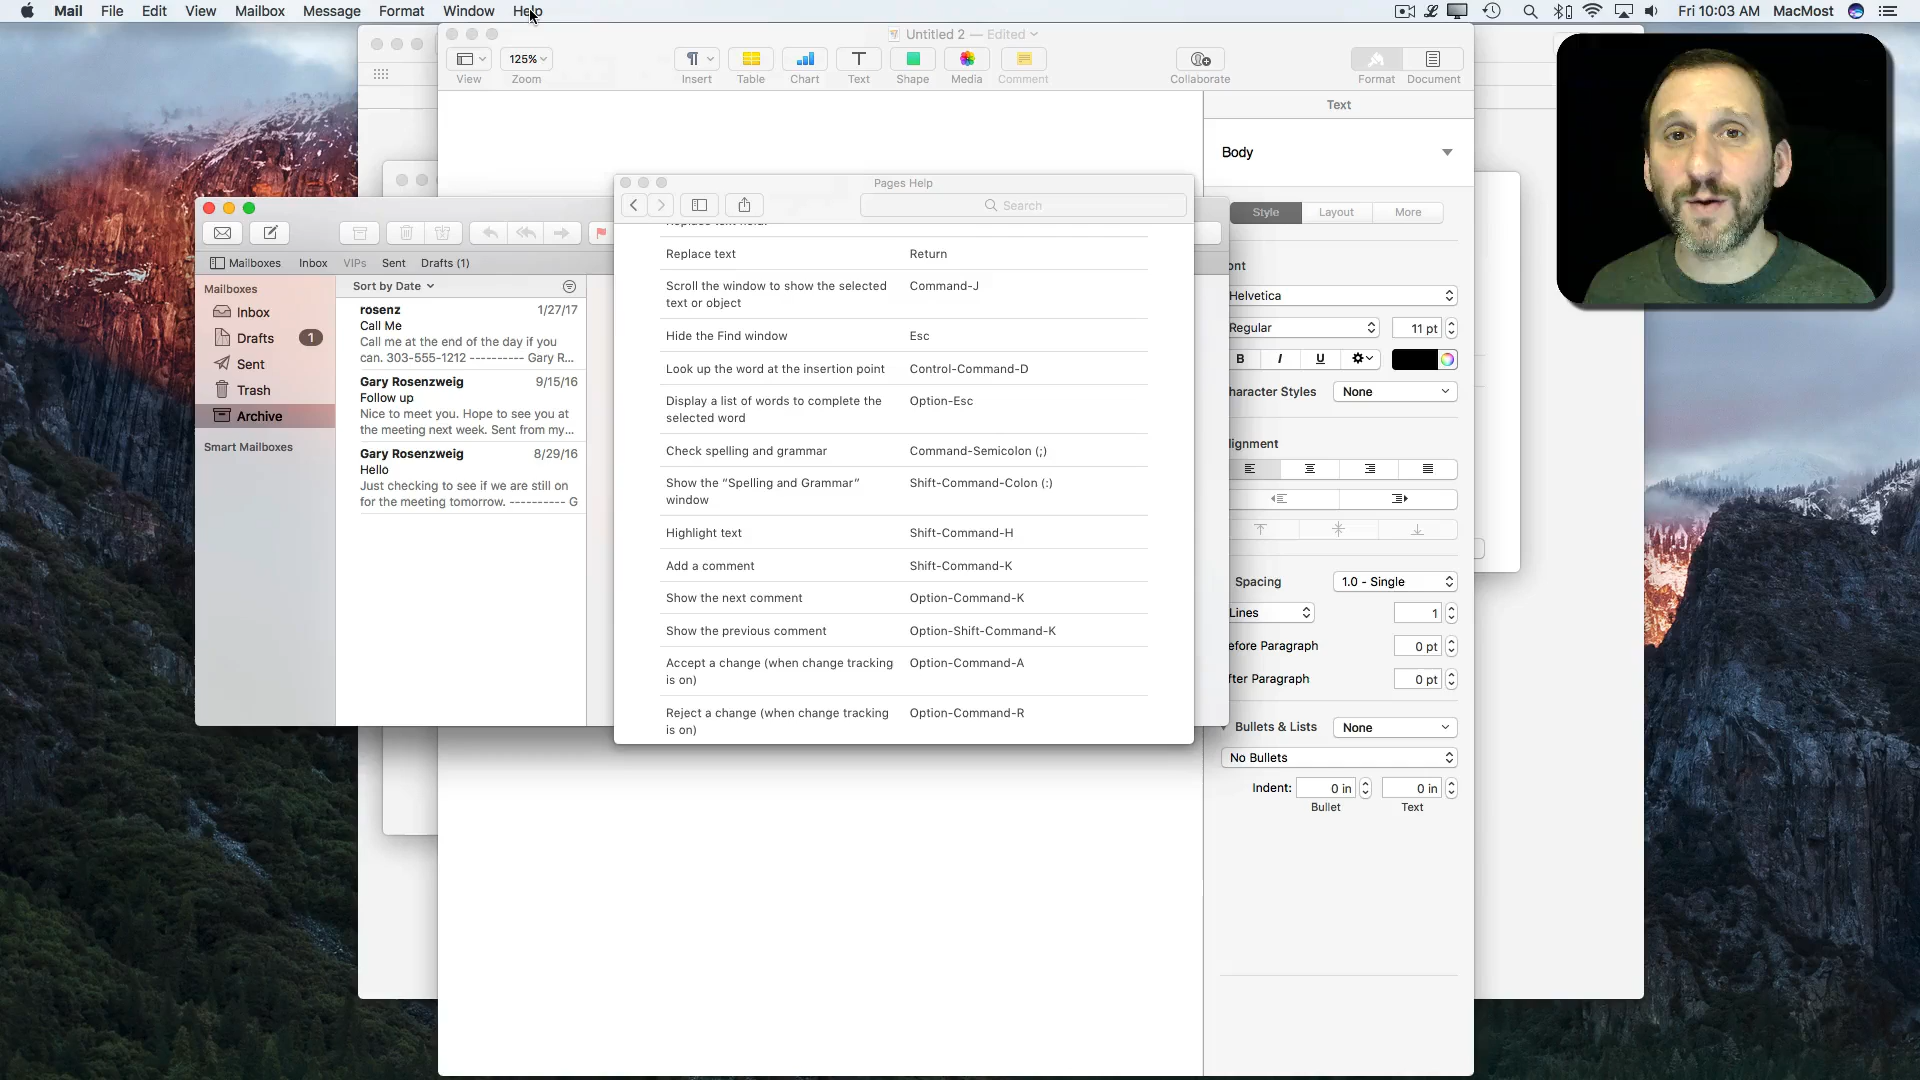 Mail File Edit View Mailbox Message Format Window Help
Fri 10:03 AM MacMost
Untitled 2 — Edited
125%
View Zoom Insert Table Chart Text Shape Media Comment Collaborate Format Document
Text
Body
Style Layout More
Helvetica
Regular 11 pt
B I U
None
Spacing 1.0 - Single
Lines 1
0 pt
0 pt
Bullets & Lists None
No Bullets
Indent: 0 in 0 in
Bullet Text
Mailboxes Inbox VIPs Sent Drafts (1)
Mailboxes
Inbox
Drafts 1
Sent
Trash
Archive
Smart Mailboxes
Sort by Date
rosenz 1/27/17
Call Me
Call me at the end of the day if you
can. 303-555-1212 ---------- Gary R...
Gary Rosenzweig 9/15/16
Follow up
Nice to meet you. Hope to see you at
the meeting next week. Sent from my...
Gary Rosenzweig 8/29/16
Hello
Just checking to see if we are still on
for the meeting tomorrow. ---------- G
Pages Help
Search
Replace text Return
Scroll the window to show the selected Command-J
text or object
Hide the Find window Esc
Look up the word at the insertion point Control-Command-D
Display a list of words to complete the Option-Esc
selected word
Check spelling and grammar Command-Semicolon (;)
Show the “Spelling and Grammar” Shift-Command-Colon (:)
window
Highlight text Shift-Command-H
Add a comment Shift-Command-K
Show the next comment Option-Command-K
Show the previous comment Option-Shift-Command-K
Accept a change (when change tracking Option-Command-A
is on)
Reject a change (when change tracking Option-Command-R
is on)